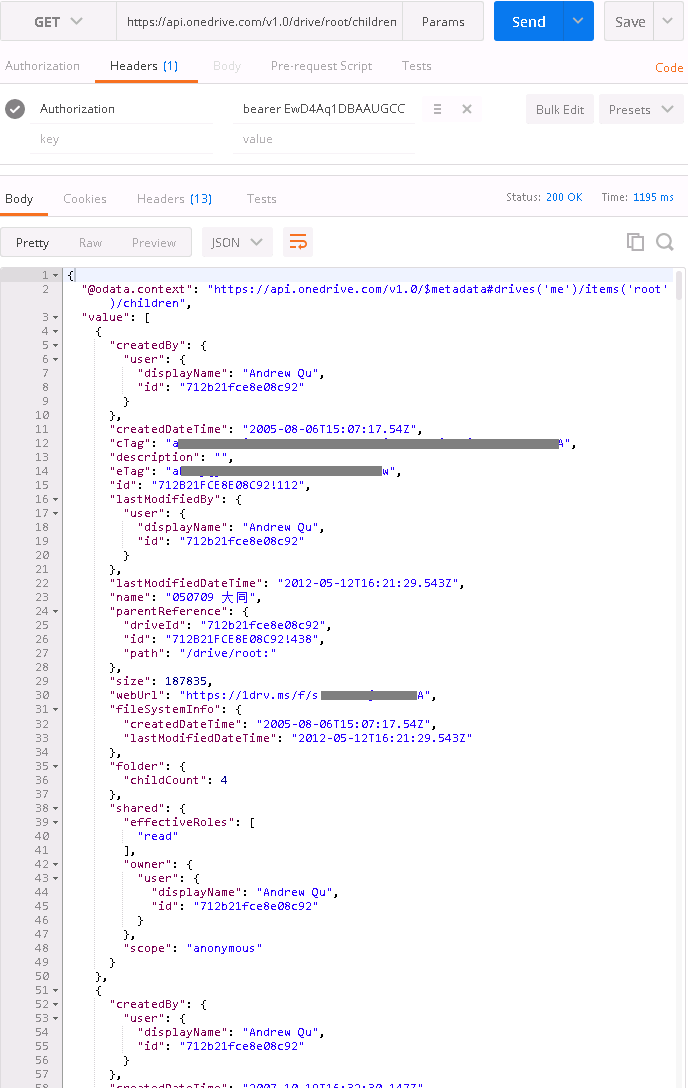 GET https://api.onedrive.com/v1.0/drive/root/children Params Send Save
Authorization Headers (1) Body Pre-request Script Tests Code
Authorization bearer EwD4Aq1DBAAUGCC Bulk Edit Presets
key value
Body Cookies Headers (13) Tests Status: 200 OK Time: 1195 ms
Pretty Raw Preview JSON
1 {
2 "@odata.context": "https://api.onedrive.com/v1.0/$metadata#drives('me')/items('root'
)/children",
3 "value": [
4 {
5 "createdBy": {
6 "user": {
7 "displayName": "Andrew Qu",
8 "id": "712b21fce8e08c92"
9 }
10 },
11 "createdDateTime": "2005-08-06T15:07:17.54Z",
12 "cTag": "a A",
13 "description": "",
14 "eTag": "a w",
15 "id": "712B21FCE8E08C92!112",
16 "lastModifiedBy": {
17 "user": {
18 "displayName": "Andrew Qu",
19 "id": "712b21fce8e08c92"
20 }
21 },
22 "lastModifiedDateTime": "2012-05-12T16:21:29.543Z",
23 "name": "050709 大同",
24 "parentReference": {
25 "driveId": "712b21fce8e08c92",
26 "id": "712B21FCE8E08C92!438",
27 "path": "/drive/root:"
28 },
29 "size": 187835,
30 "webUrl": "https://1drv.ms/f/s A",
31 "fileSystemInfo": {
32 "createdDateTime": "2005-08-06T15:07:17.54Z",
33 "lastModifiedDateTime": "2012-05-12T16:21:29.543Z"
34 },
35 "folder": {
36 "childCount": 4
37 },
38 "shared": {
39 "effectiveRoles": [
40 "read"
41 ],
42 "owner": {
43 "user": {
44 "displayName": "Andrew Qu",
45 "id": "712b21fce8e08c92"
46 }
47 },
48 "scope": "anonymous"
49 }
50 },
51 {
52 "createdBy": {
53 "user": {
54 "displayName": "Andrew Qu",
55 "id": "712b21fce8e08c92"
56 }
57 },
58 "createdDateTime": "2007-10-19T16:32:30.147Z",